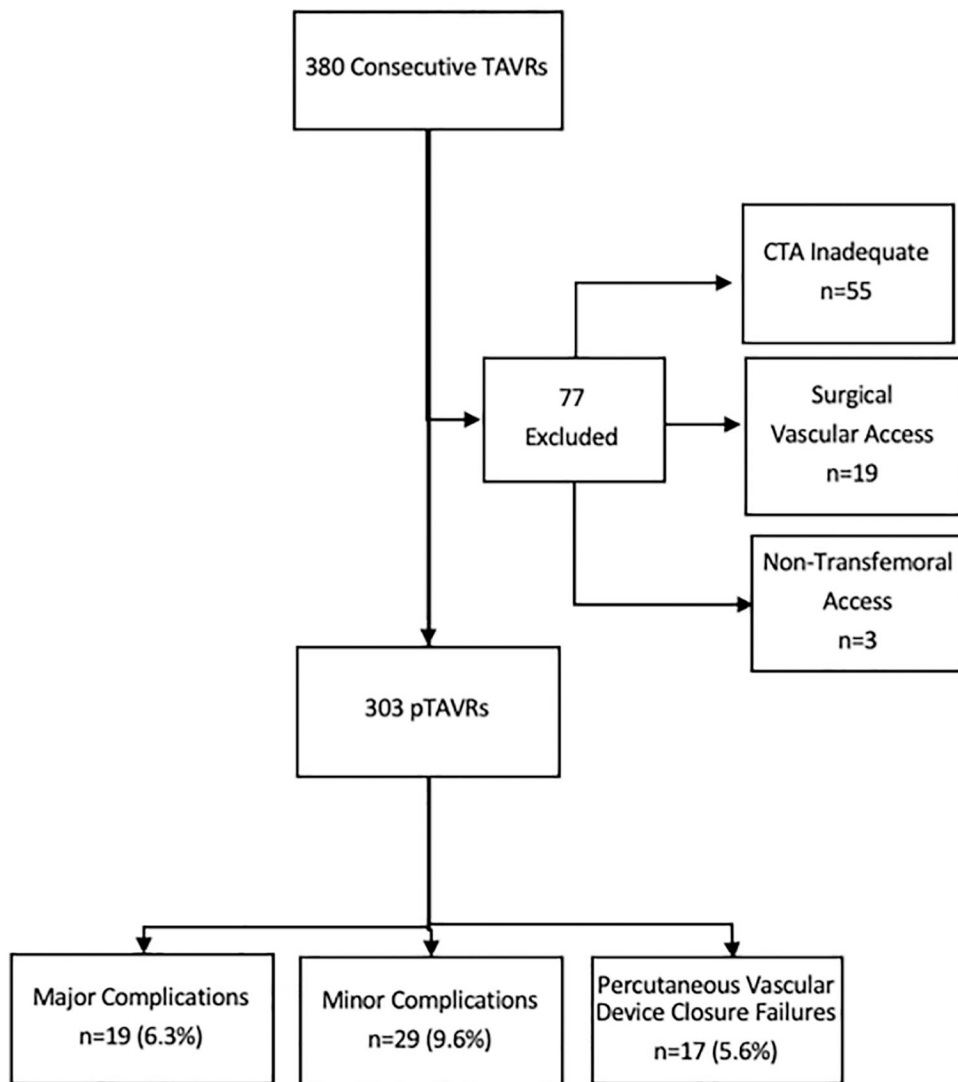 380 Consecutive TAVRs
CTA Inadequate
n=55
77
Excluded
Surgical
Vascular Access
n=19
Non-Transfemoral
Access
n=3
303 pTAVRs
Major Complications
n=19 (6.3%)
Minor Complications
n=29 (9.6%)
Percutaneous Vascular
Device Closure Failures
n=17 (5.6%)